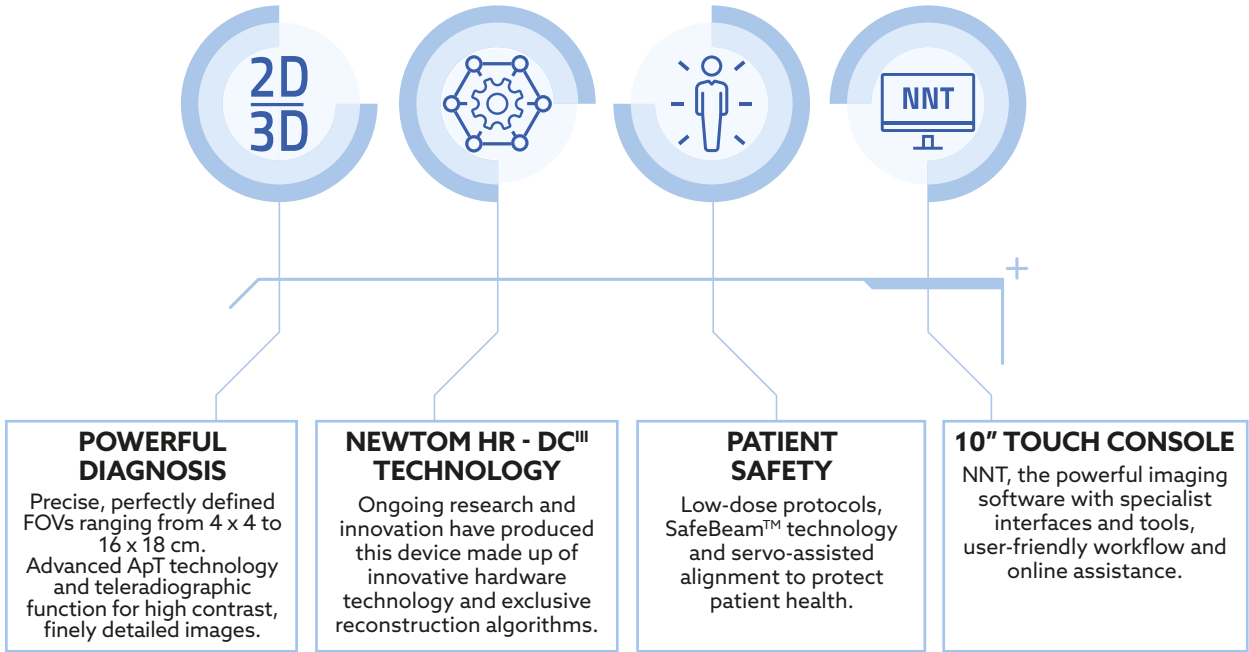 2D
3D
NNT
POWERFUL
DIAGNOSIS
Precise, perfectly defined
FOVs ranging from 4 x 4 to
16 x 18 cm.
Advanced ApT technology
and teleradiographic
function for high contrast,
finely detailed images.
NEWTOM HR - DCᴵᴵᴵ
TECHNOLOGY
Ongoing research and
innovation have produced
this device made up of
innovative hardware
technology and exclusive
reconstruction algorithms.
PATIENT
SAFETY
Low-dose protocols,
SafeBeam™ technology
and servo-assisted
alignment to protect
patient health.
10” TOUCH CONSOLE
NNT, the powerful imaging
software with specialist
interfaces and tools,
user-friendly workflow and
online assistance.